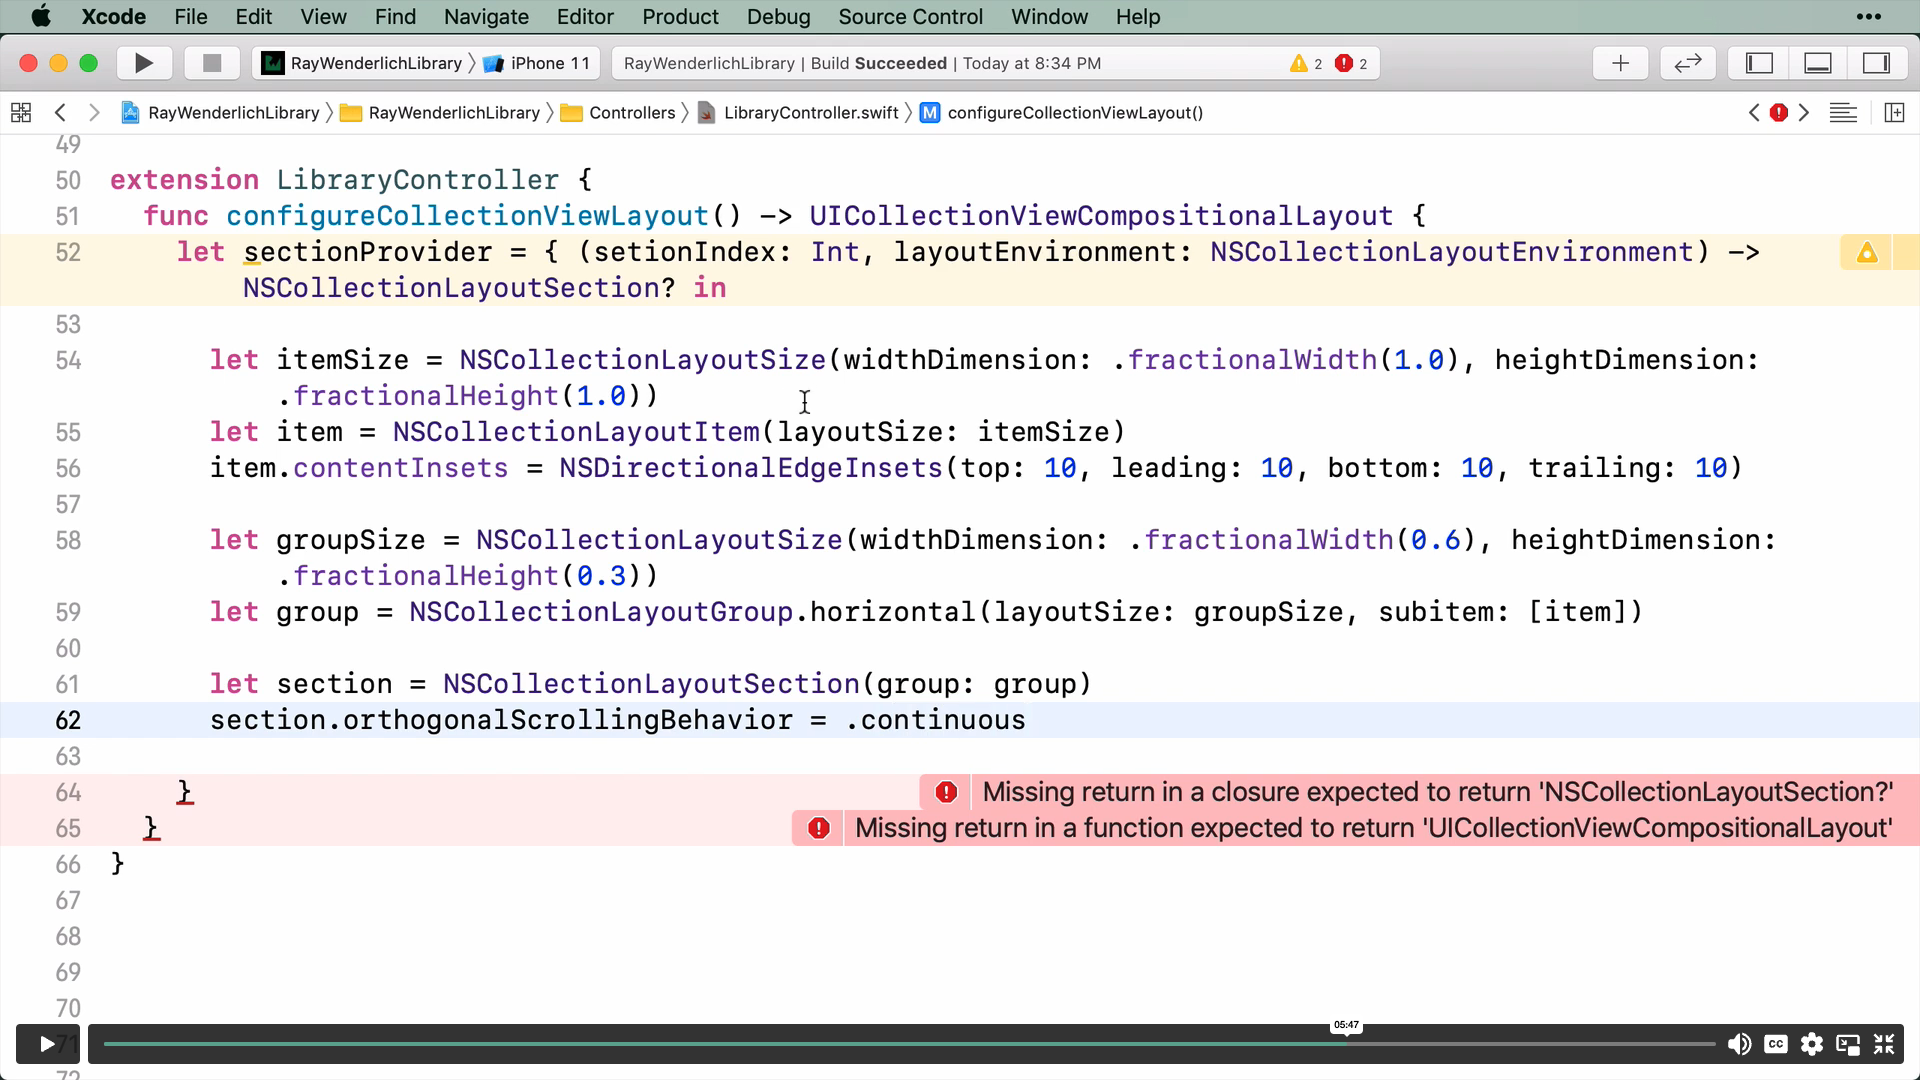 Xcode File Edit View Find Navigate Editor Product Debug Source Control Window Help
RayWenderlichLibrary iPhone 11 RayWenderlichLibrary | Build Succeeded | Today at 8:34 PM 2 2
RayWenderlichLibrary RayWenderlichLibrary Controllers LibraryController.swift M configureCollectionViewLayout()
49
50 extension LibraryController {
51 func configureCollectionViewLayout() -> UICollectionViewCompositionalLayout {
52 let sectionProvider = { (setionIndex: Int, layoutEnvironment: NSCollectionLayoutEnvironment) ->
NSCollectionLayoutSection? in
53
54 let itemSize = NSCollectionLayoutSize(widthDimension: .fractionalWidth(1.0), heightDimension:
.fractionalHeight(1.0))
55 let item = NSCollectionLayoutItem(layoutSize: itemSize)
56 item.contentInsets = NSDirectionalEdgeInsets(top: 10, leading: 10, bottom: 10, trailing: 10)
57
58 let groupSize = NSCollectionLayoutSize(widthDimension: .fractionalWidth(0.6), heightDimension:
.fractionalHeight(0.3))
59 let group = NSCollectionLayoutGroup.horizontal(layoutSize: groupSize, subitem: [item])
60
61 let section = NSCollectionLayoutSection(group: group)
62 section.orthogonalScrollingBehavior = .continuous
63
64 } Missing return in a closure expected to return 'NSCollectionLayoutSection?'
65 } Missing return in a function expected to return 'UICollectionViewCompositionalLayout'
66 }
67
68
69
70
71 05:47 CC
72